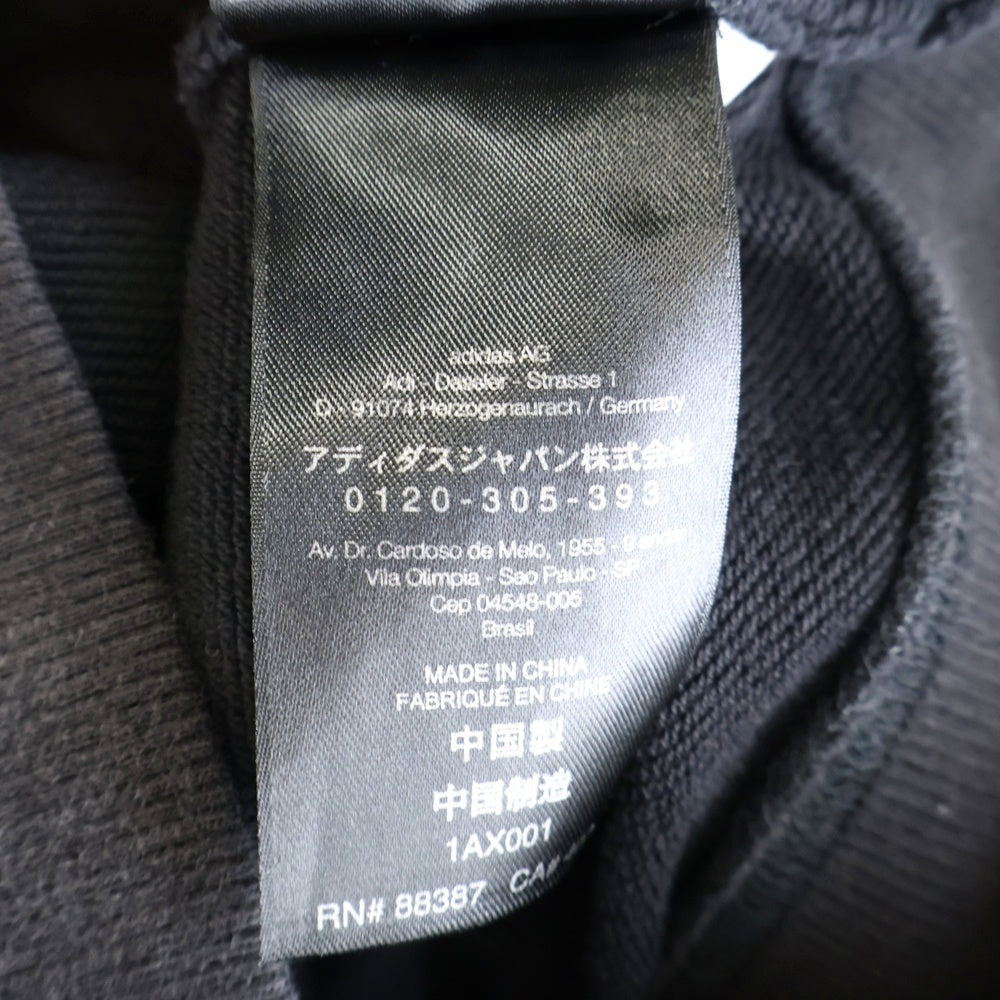 adidas AG
Adi - Dassler - Strasse 1
D - 91074 Herzogenaurach / Germany
アディダスジャパン株式会社
0120-305-393
Av. Dr. Cardoso de Melo, 1955 -
Vila Olimpia - Sao Paulo - SP
Cep 04548-005
Brasil
MADE IN CHINA
FABRIQUÉ EN CHINE
中国製
中国制造
1AX001
RN# 88387 CA#